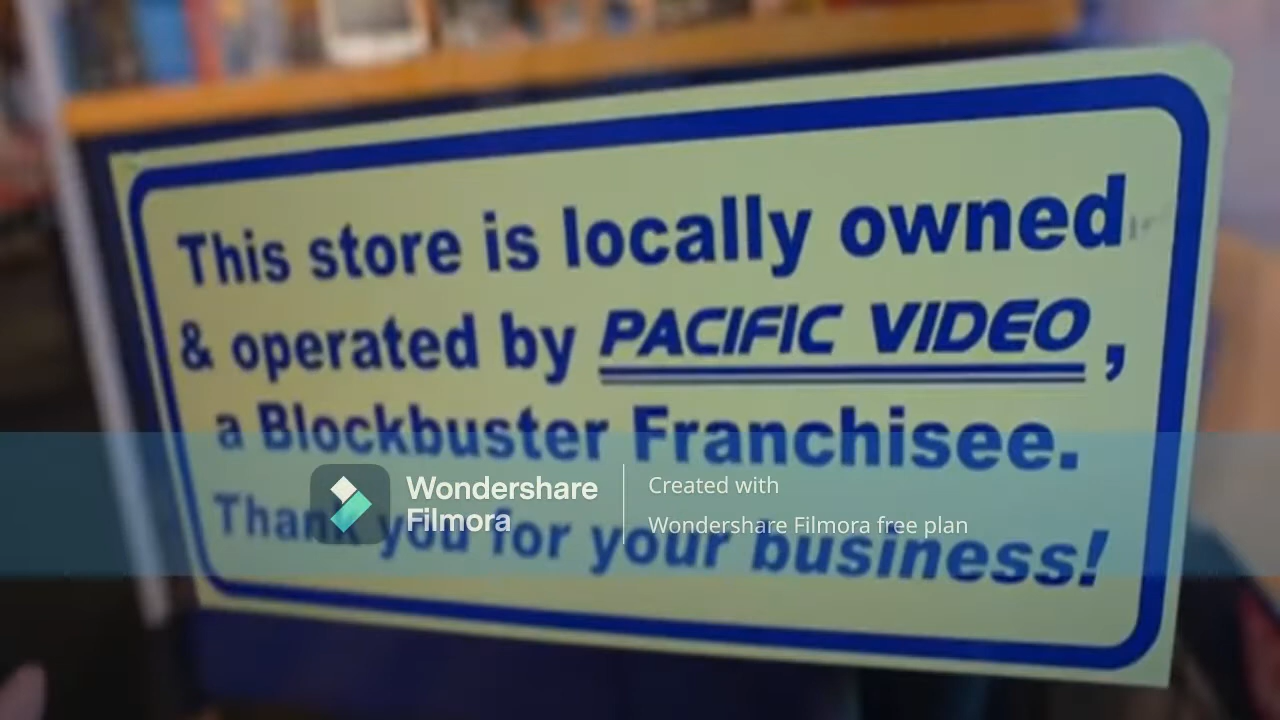 This store is locally owned
& operated by PACIFIC VIDEO,
a Blockbuster Franchisee.
Thank you for your business!
Wondershare
Filmora
Created with
Wondershare Filmora free plan